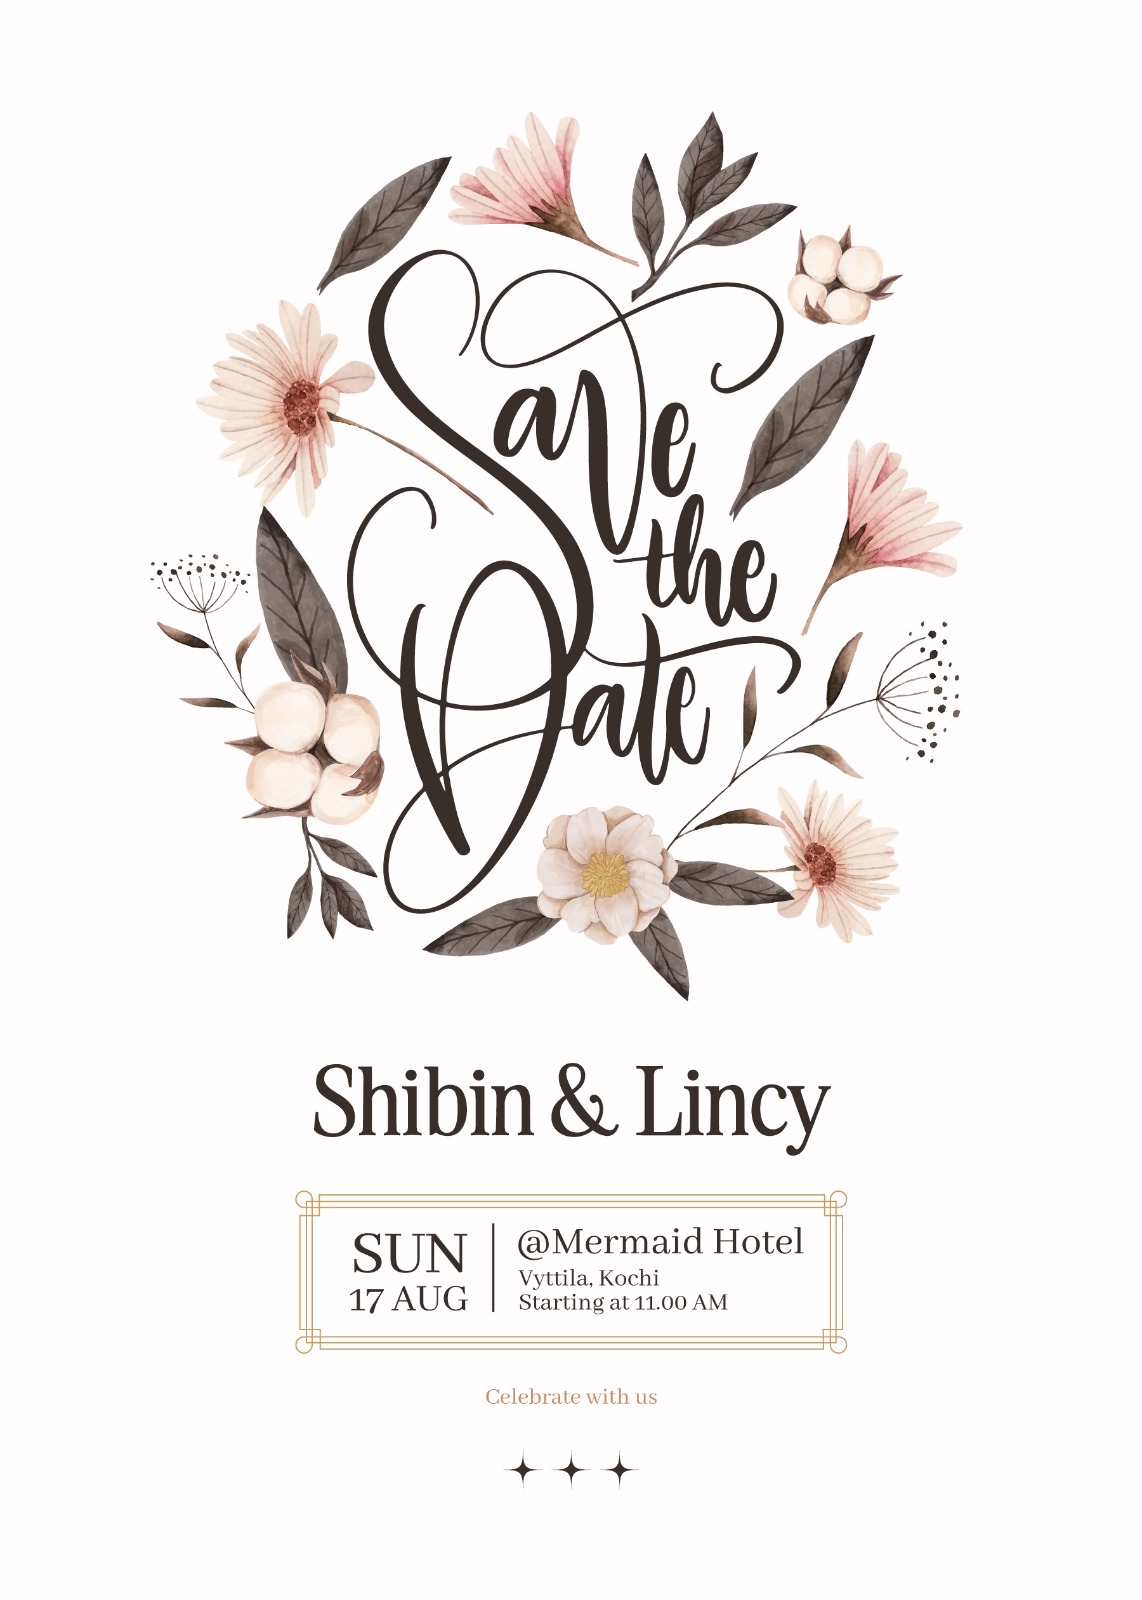 Save
the
Date
Shibin & Lincy
SUN
17 AUG
@Mermaid Hotel
Vyttila, Kochi
Starting at 11.00 AM
Celebrate with us